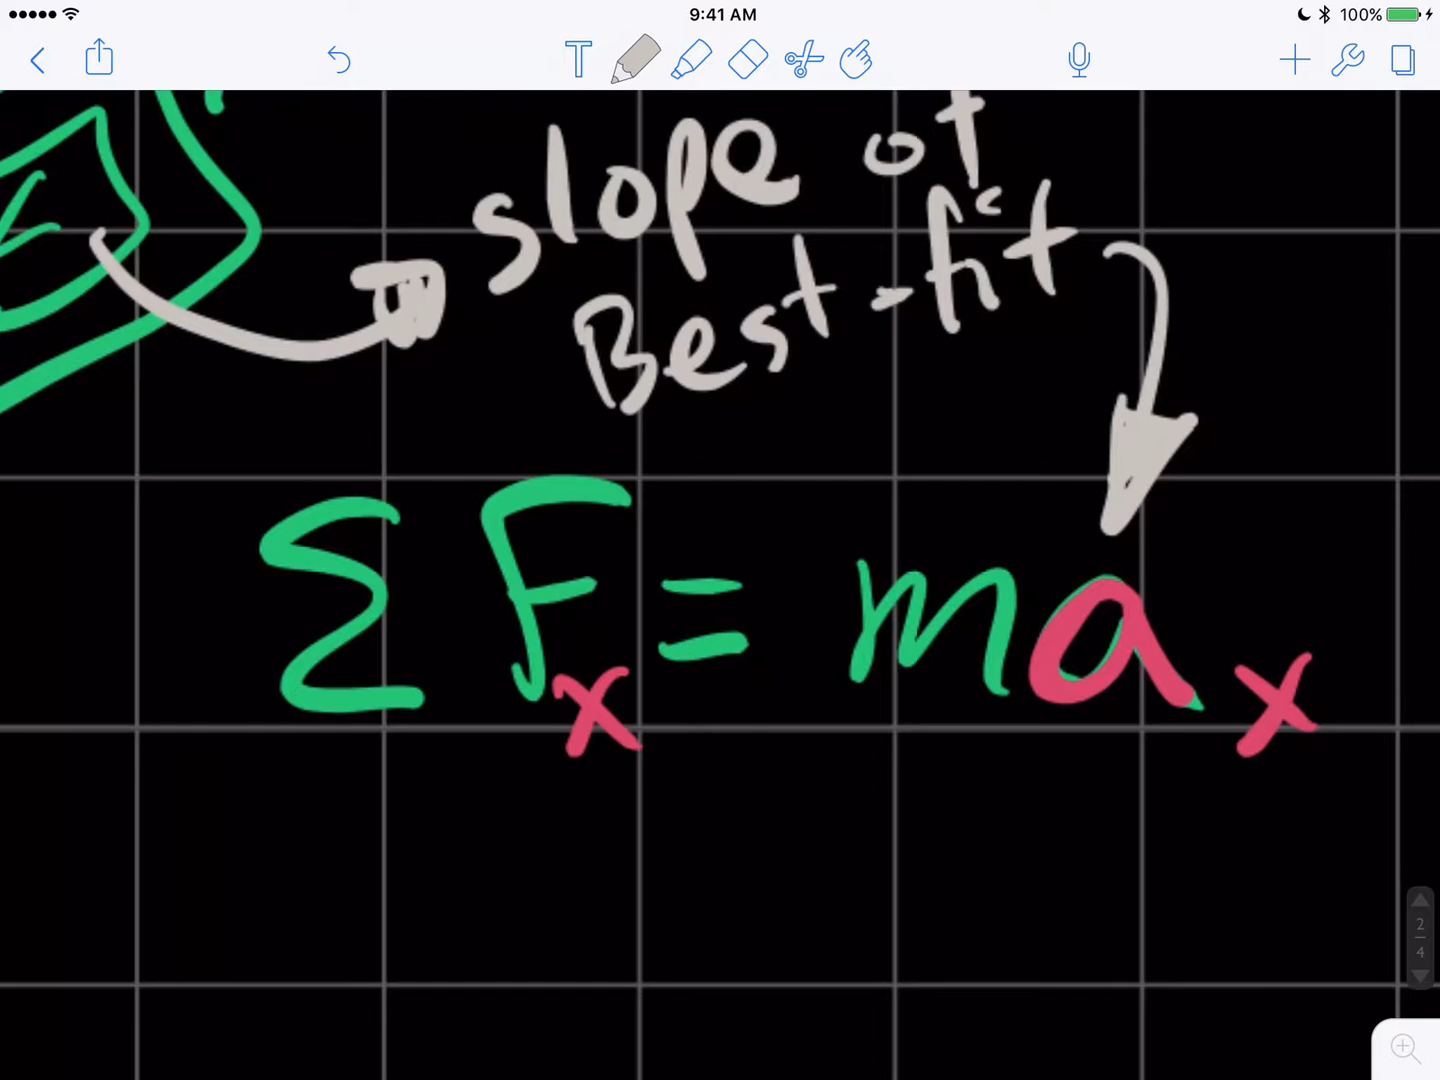 9:41 AM
100%
T
slope of
Best-fit
ΣFx = max
2
4